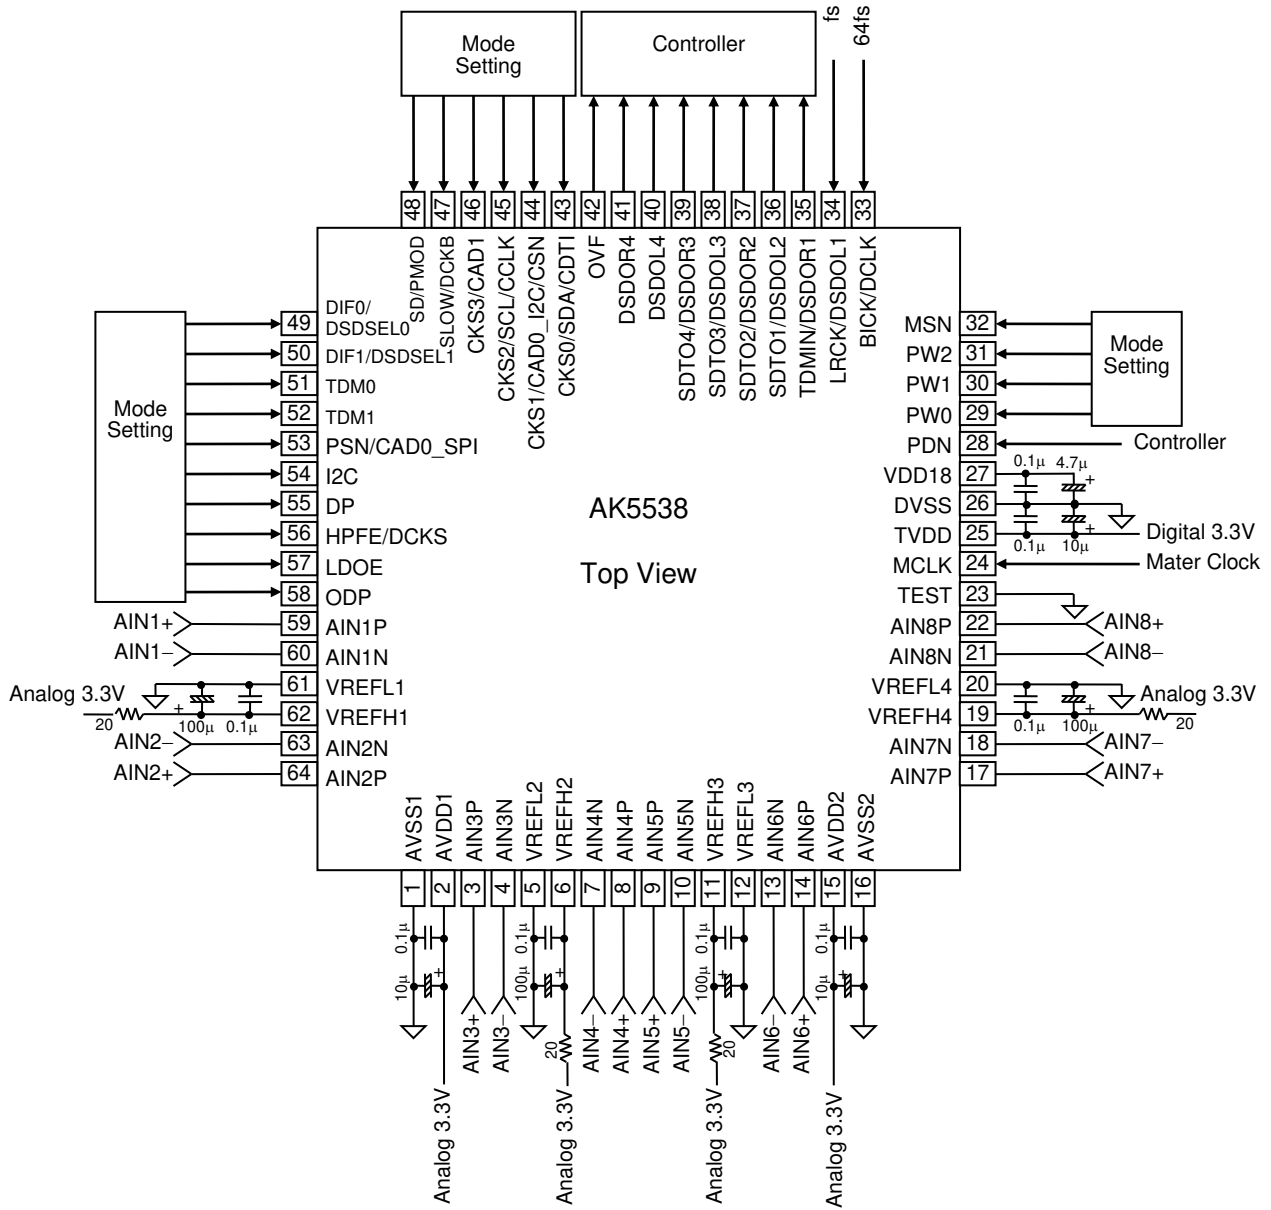 Mode
Setting
Controller
fs
64fs
48
47
46
45
44
43
42
41
40
39
38
37
36
35
34
33
SD/PMOD
SLOW/DCKB
CKS3/CAD1
CKS2/SCL/CCLK
CKS1/CAD0_I2C/CSN
CKS0/SDA/CDTI
OVF
DSDOR4
DSDOL4
SDTO4/DSDOR3
SDTO3/DSDOL3
SDTO2/DSDOR2
SDTO1/DSDOL2
TDMIN/DSDOR1
LRCK/DSDOL1
BICK/DCLK
Mode
Setting
49 DIF0/
DSDSEL0
50 DIF1/DSDSEL1
51 TDM0
52 TDM1
53 PSN/CAD0_SPI
54 I2C
55 DP
56 HPFE/DCKS
57 LDOE
58 ODP
AIN1+ 59 AIN1P
AIN1− 60 AIN1N
61 VREFL1
Analog 3.3V
20
+
100µ
0.1µ
62 VREFH1
AIN2− 63 AIN2N
AIN2+ 64 AIN2P
AK5538
Top View
MSN 32
PW2 31
PW1 30
PW0 29
Mode
Setting
PDN 28 Controller
VDD18 27
0.1µ
4.7µ
+
DVSS 26
TVDD 25
0.1µ
10µ
+
Digital 3.3V
MCLK 24 Mater Clock
TEST 23
AIN8P 22 AIN8+
AIN8N 21 AIN8−
VREFL4 20
Analog 3.3V
VREFH4 19
0.1µ
100µ
+
20
AIN7N 18 AIN7−
AIN7P 17 AIN7+
AVSS1
AVDD1
AIN3P
AIN3N
VREFL2
VREFH2
AIN4N
AIN4P
AIN5P
AIN5N
VREFH3
VREFL3
AIN6N
AIN6P
AVDD2
AVSS2
1
2
3
4
5
6
7
8
9
10
11
12
13
14
15
16
0.1µ
0.1µ
0.1µ
0.1µ
10µ
+
100µ
+
100µ
+
10µ
+
AIN3+
AIN3−
20
AIN4−
AIN4+
AIN5+
AIN5−
20
AIN6−
AIN6+
Analog 3.3V
Analog 3.3V
Analog 3.3V
Analog 3.3V